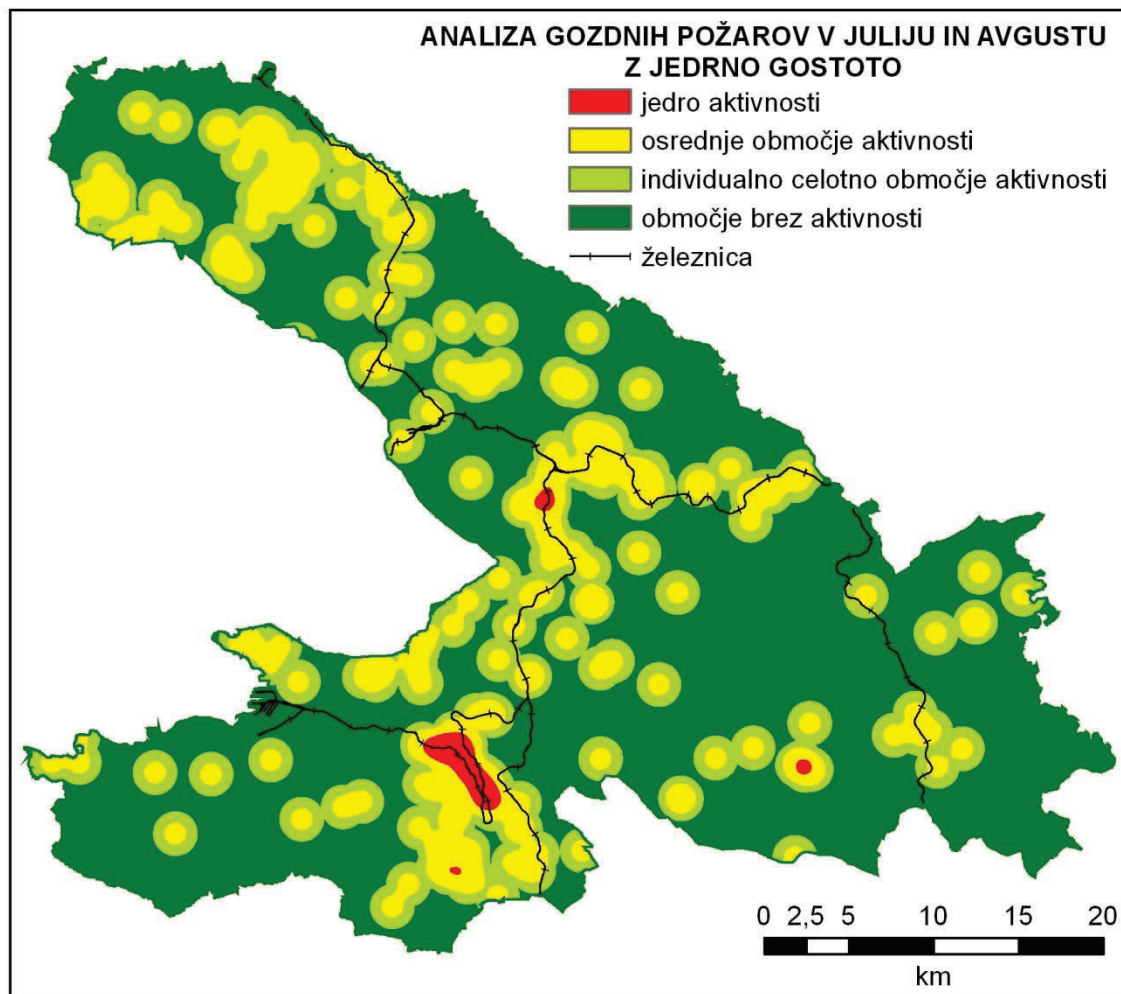 ANALIZA GOZDNIH POŽAROV V JULIJU IN AVGUSTU
Z JEDRNO GOSTOTO
jedro aktivnosti
osrednje območje aktivnosti
individualno celotno območje aktivnosti
območje brez aktivnosti
železnica
0 2,5 5 10 15 20
km